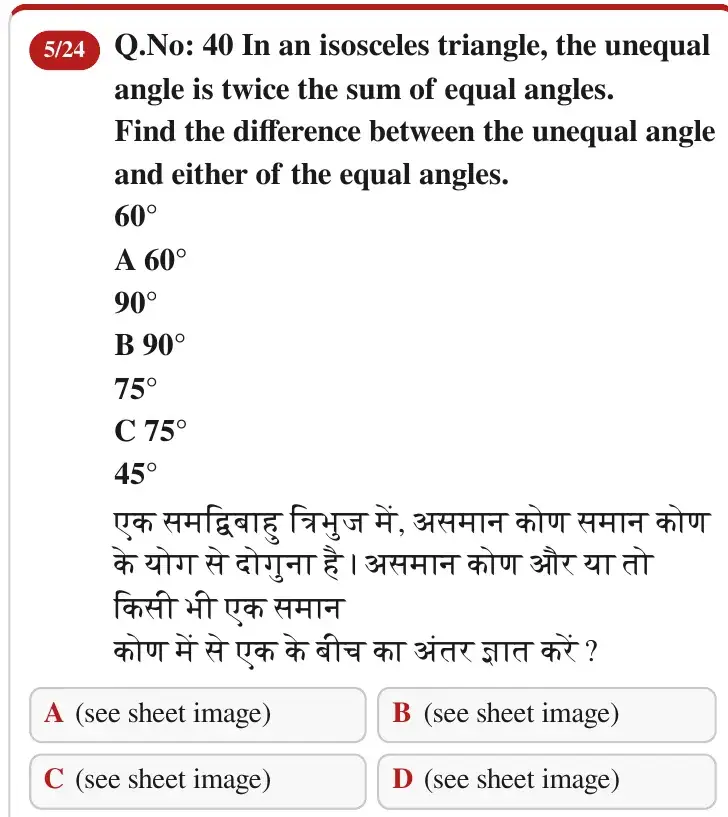 5/24 Q.No: 40 In an isosceles triangle, the unequal
angle is twice the sum of equal angles.
Find the difference between the unequal angle
and either of the equal angles.
60°
A 60°
90°
B 90°
75°
C 75°
45°
एक समद्विबाहु त्रिभुज में, असमान कोण समान कोण
के योग से दोगुना है। असमान कोण और या तो
किसी भी एक समान
कोण में से एक के बीच का अंतर ज्ञात करें ?
A (see sheet image)
B (see sheet image)
C (see sheet image)
D (see sheet image)